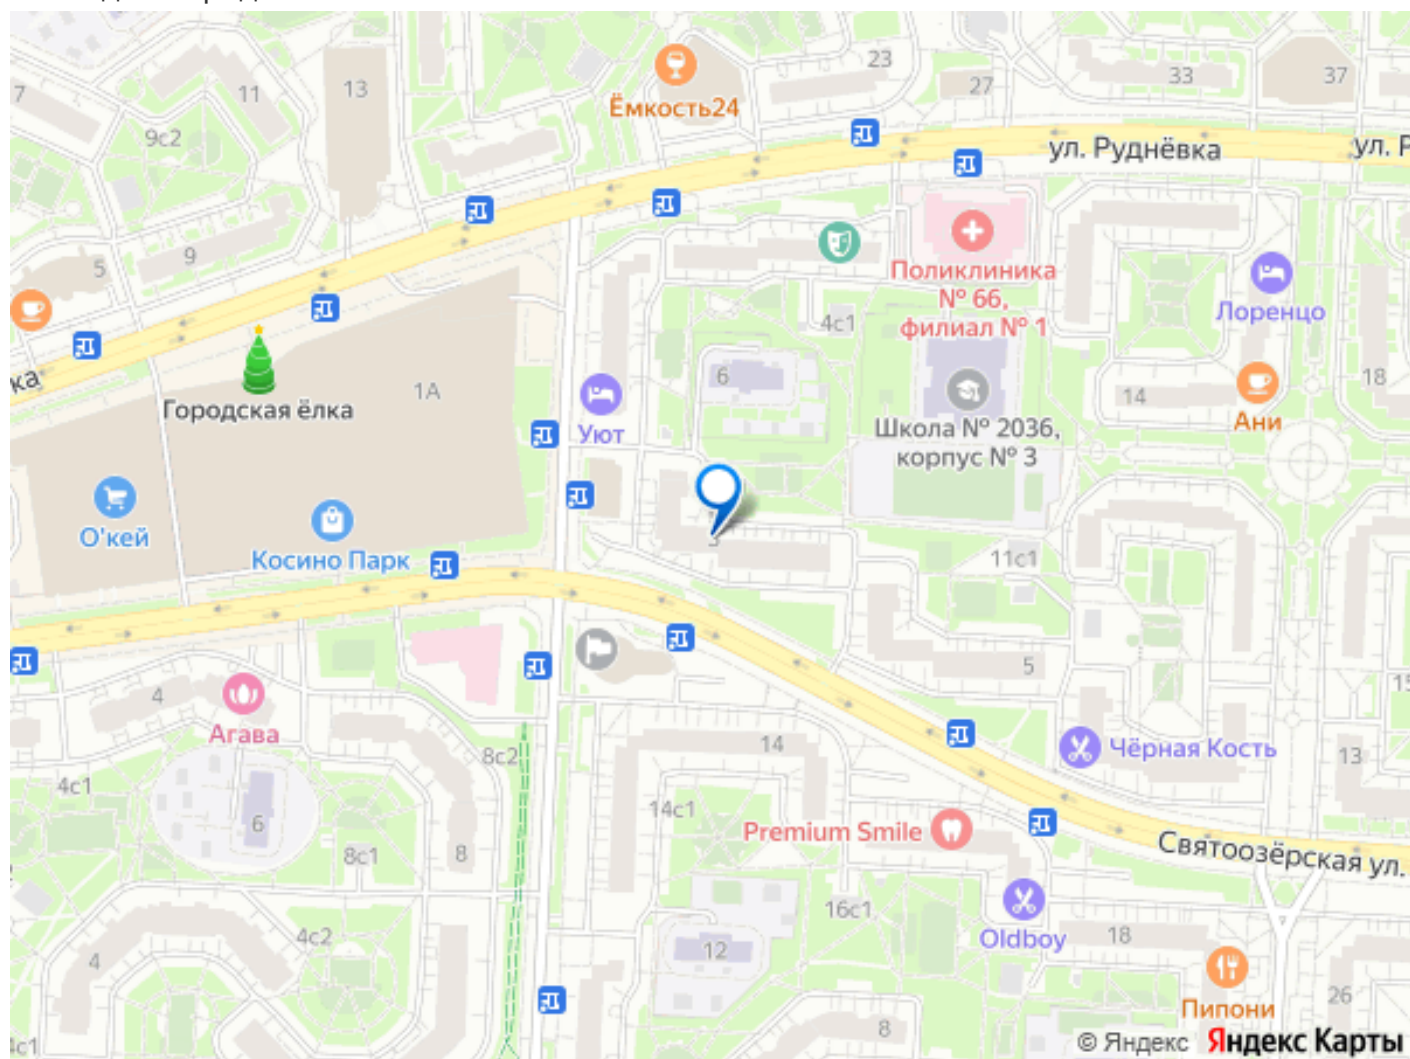 7
11
13
9с2
23
27
33
37
Ёмкость24
ул. Руднёвка
ул. Р
5
9
Поликлиника
№ 66,
филиал № 1
4с1
Лоренцо
ка
Городская ёлка
1А
6
14
18
Уют
Школа № 2036,
корпус № 3
Ани
О'кей
Косино Парк
3
11с1
5
4
Агава
8с2
14
Чёрная Кость
13
15
4с1
14с1
6
8с1
8
Premium Smile
Святоозёрская ул.
4с2
4
16с1
Oldboy
18
12
Пипони
26
8
4с1
© Яндекс Яндекс Карты